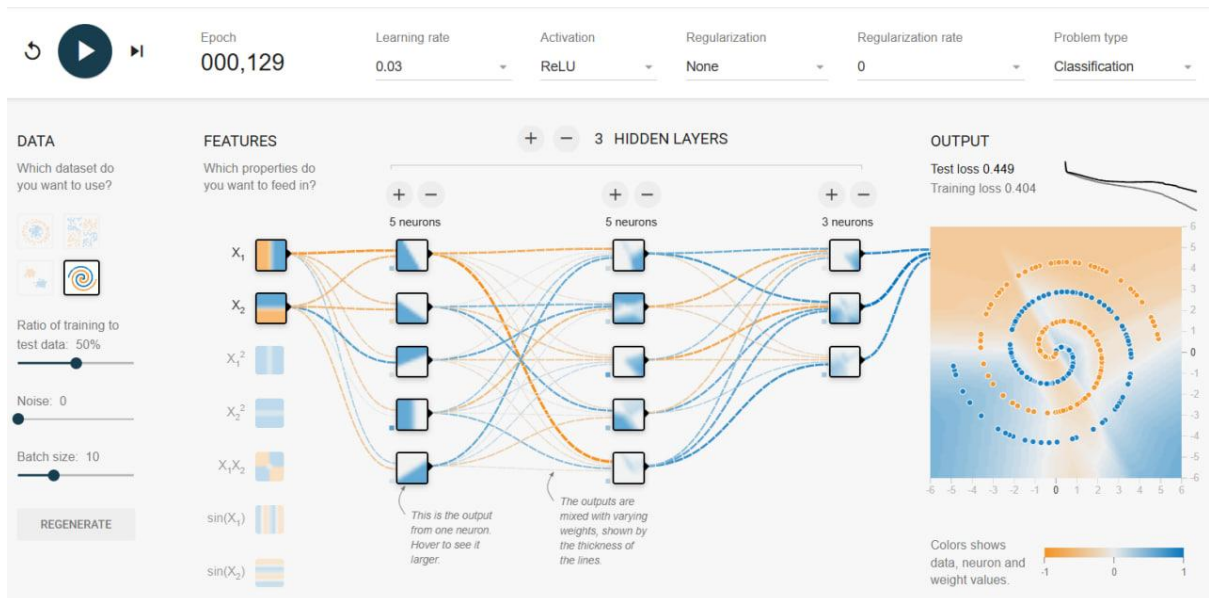 Epoch
000,129
Learning rate
0.03
Activation
ReLU
Regularization
None
Regularization rate
0
Problem type
Classification
DATA
Which dataset do
you want to use?
Ratio of training to
test data: 50%
Noise: 0
Batch size: 10
REGENERATE
FEATURES
Which properties do
you want to feed in?
X₁
X₂
X₁²
X₂²
X₁X₂
sin(X₁)
sin(X₂)
+ − 3 HIDDEN LAYERS
+ −
5 neurons
+ −
5 neurons
+ −
3 neurons
This is the output
from one neuron.
Hover to see it
larger.
The outputs are
mixed with varying
weights, shown by
the thickness of
the lines.
OUTPUT
Test loss 0.449
Training loss 0.404
6
5
4
3
2
1
0
-1
-2
-3
-4
-5
-6
-6 -5 -4 -3 -2 -1 0 1 2 3 4 5 6
Colors shows
data, neuron and
weight values.
-1 0 1